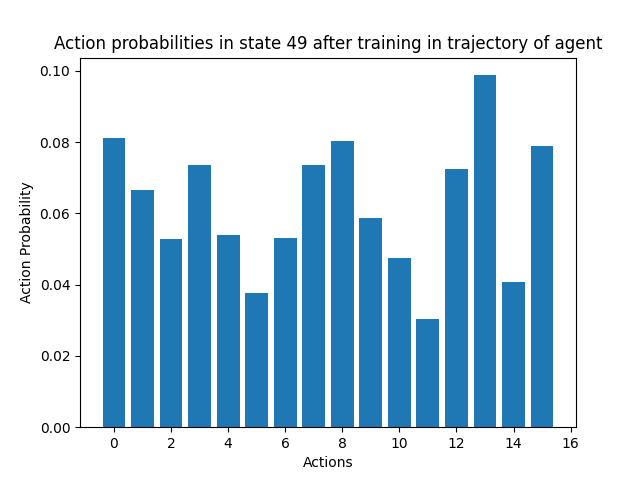 Action probabilities in state 49 after training in trajectory of agent
0.10
0.08
0.06
0.04
0.02
0.00
Action Probability
0 2 4 6 8 10 12 14 16
Actions